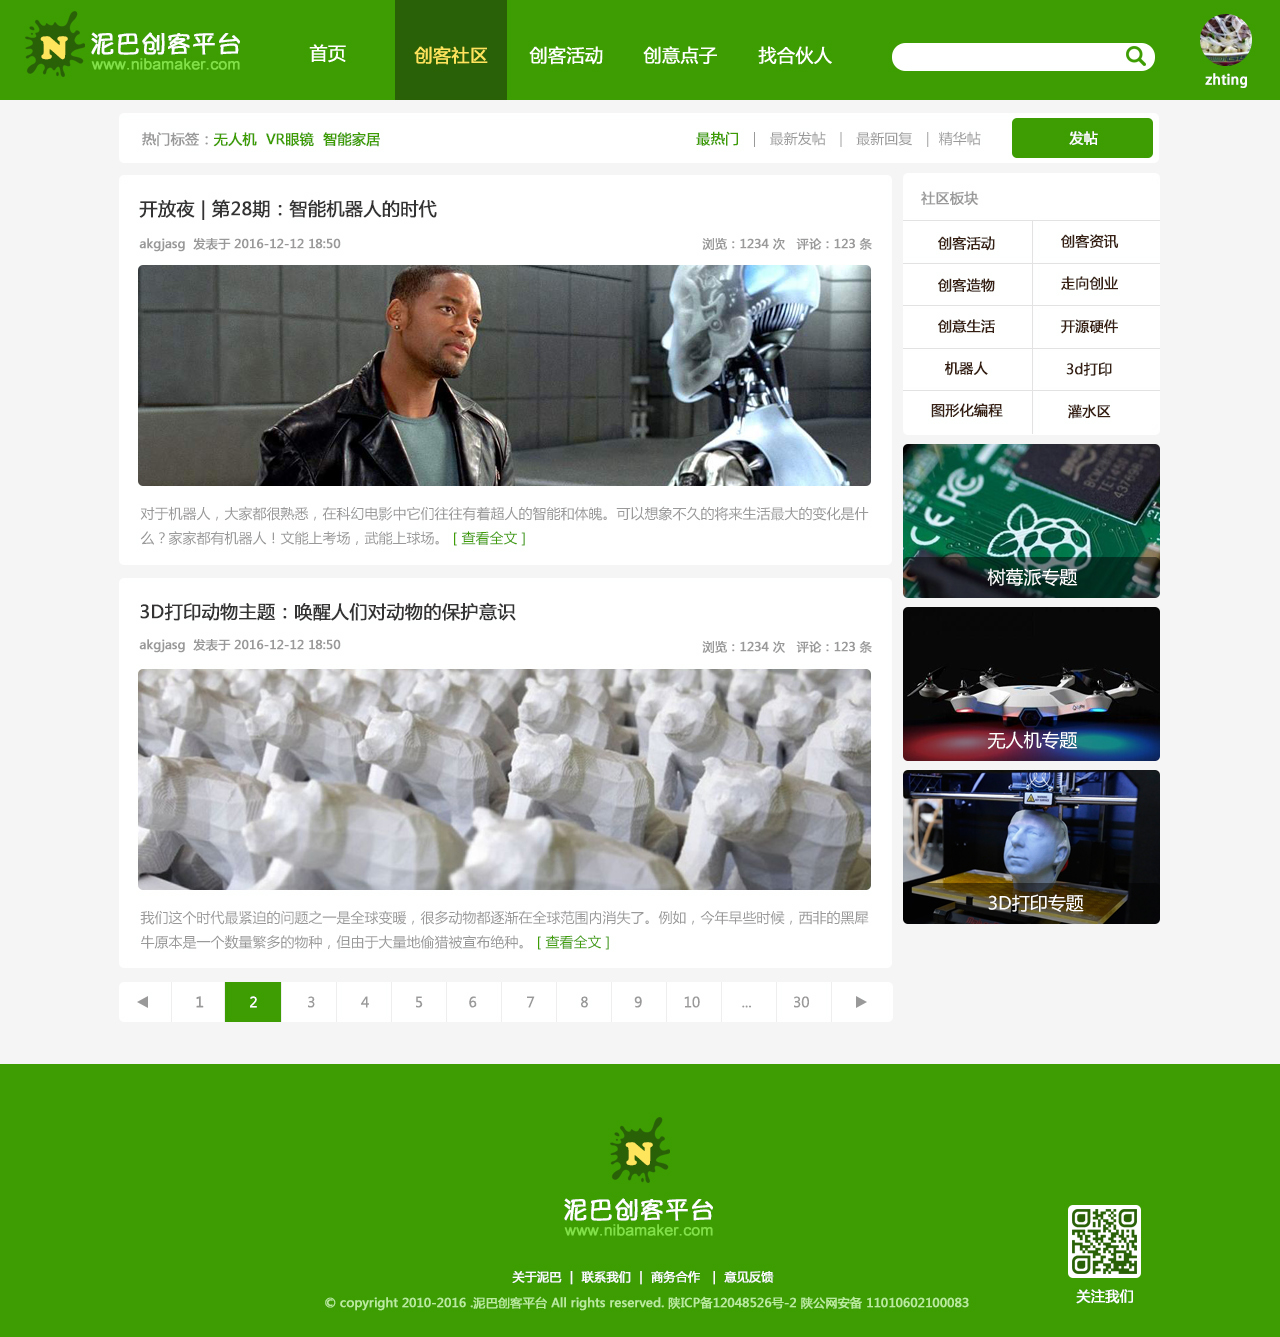 泥巴创客平台
www.nibamaker.com
首页 创客社区 创客活动 创意点子 找合伙人
zhting
热门标签：无人机 VR眼镜 智能家居
最热门 | 最新发帖 | 最新回复 | 精华帖
发帖
开放夜 | 第28期：智能机器人的时代
akgjasg 发表于 2016-12-12 18:50
浏览：1234 次 评论：123 条
对于机器人，大家都很熟悉，在科幻电影中它们往往有着超人的智能和体魄。可以想象不久的将来生活最大的变化是什
么？家家都有机器人！文能上考场，武能上球场。 [ 查看全文 ]
3D打印动物主题：唤醒人们对动物的保护意识
akgjasg 发表于 2016-12-12 18:50
浏览：1234 次 评论：123 条
我们这个时代最紧迫的问题之一是全球变暖，很多动物都逐渐在全球范围内消失了。例如，今年早些时候，西非的黑犀
牛原本是一个数量繁多的物种，但由于大量地偷猎被宣布绝种。 [ 查看全文 ]
1 2 3 4 5 6 7 8 9 10 ... 30
社区板块
创客活动 创客资讯
创客造物 走向创业
创意生活 开源硬件
机器人 3d打印
图形化编程 灌水区
树莓派专题
无人机专题
3D打印专题
N
泥巴创客平台
www.nibamaker.com
关于泥巴 | 联系我们 | 商务合作 | 意见反馈
© copyright 2010-2016 .泥巴创客平台 All rights reserved. 陕ICP备12048526号-2 陕公网安备 11010602100083
关注我们